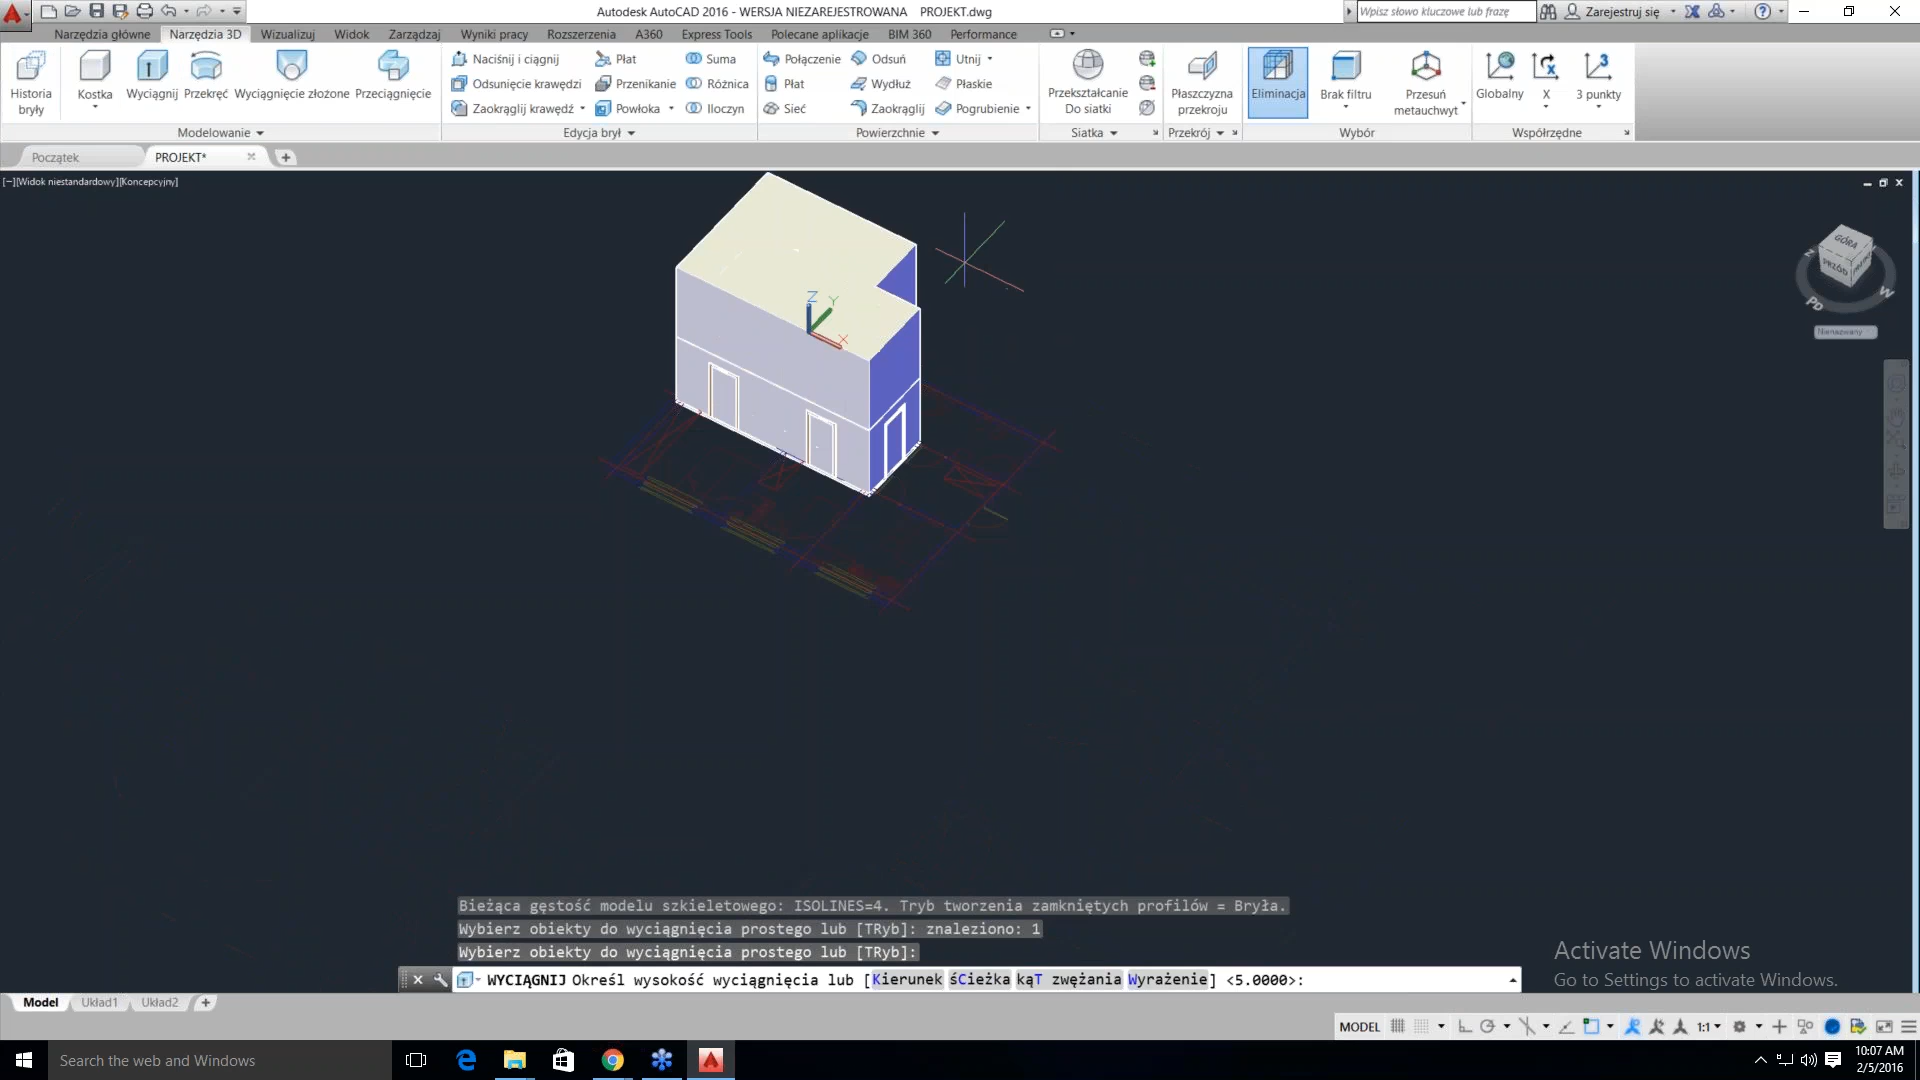 Autodesk AutoCAD 2016 - WERSJA NIEZAREJESTROWANA PROJEKT.dwg
Wpisz słowo kluczowe lub frazę
Zarejestruj się
Narzędzia główne
Narzędzia 3D
Wizualizuj
Widok
Zarządzaj
Wyniki pracy
Rozszerzenia
A360
Express Tools
Polecane aplikacje
BIM 360
Performance
Historia
bryły
Kostka
Wyciągnij
Przekręć
Wyciągnięcie złożone
Przeciągnięcie
Modelowanie
Naciśnij i ciągnij
Odsunięcie krawędzi
Zaokrąglij krawędź
Płat
Przenikanie
Powłoka
Suma
Różnica
Iloczyn
Edycja brył
Połączenie
Płat
Sieć
Odsuń
Wydłuż
Zaokrąglij
Utnij
Płaskie
Pogrubienie
Powierzchnie
Przekształcanie
Do siatki
Siatka
Płaszczyzna
przekroju
Przekrój
Eliminacja
Brak filtru
Przesuń
metauchwyt
Wybór
Globalny
X
3 punkty
Współrzędne
Początek
PROJEKT*
[−][Widok niestandardowy][Koncepcyjny]
Z
Y
X
GÓRA
PRZÓD
PD
W
Nienazwany
Bieżąca gęstość modelu szkieletowego: ISOLINES=4. Tryb tworzenia zamkniętych profilów = Bryła.
Wybierz obiekty do wyciągnięcia prostego lub [TRyb]: znaleziono: 1
Wybierz obiekty do wyciągnięcia prostego lub [TRyb]:
WYCIĄGNIJ Określ wysokość wyciągnięcia lub [Kierunek śCieżka kąT zwężania Wyrażenie] <5.0000>:
Activate Windows
Go to Settings to activate Windows.
Model
Układ1
Układ2
MODEL
1:1
Search the web and Windows
10:07 AM
2/5/2016